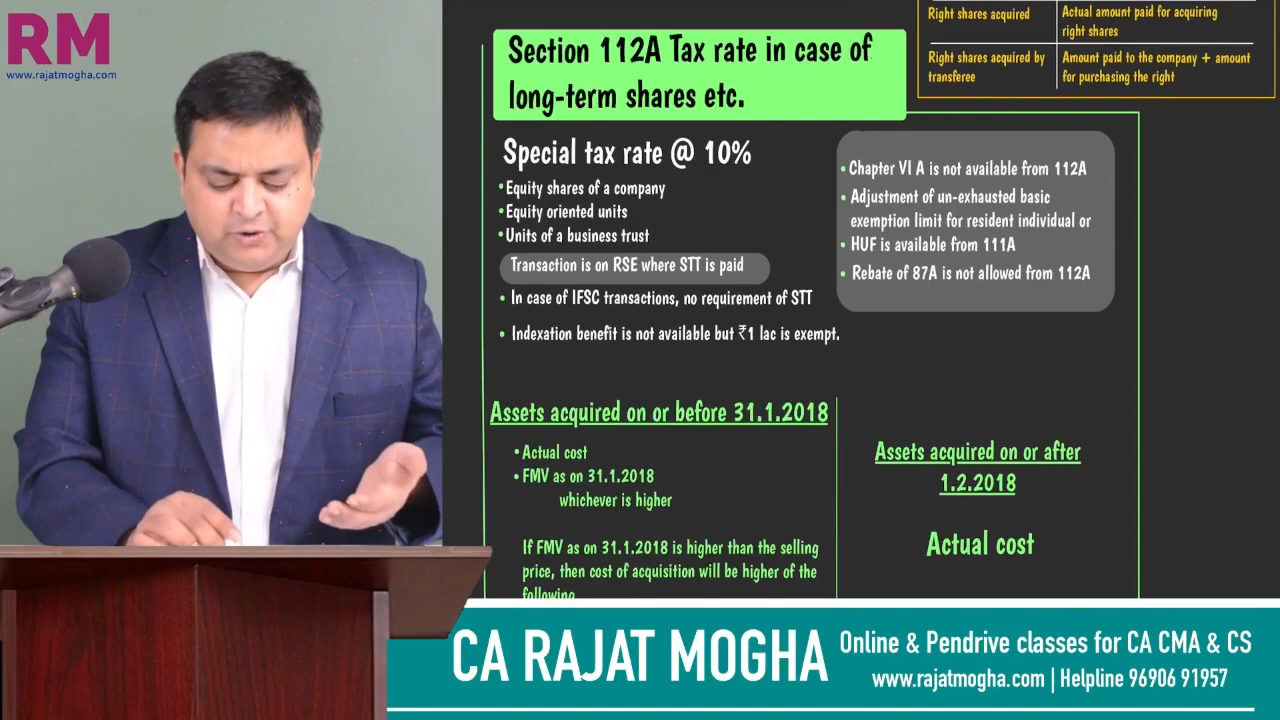 RM
www.rajatmogha.com
Right shares acquired
Actual amount paid for acquiring
right shares
Right shares acquired by
transferee
Amount paid to the company + amount
for purchasing the right
Section 112A Tax rate in case of
long-term shares etc.
Special tax rate @ 10%
•Equity shares of a company
•Equity oriented units
•Units of a business trust
Transaction is on RSE where STT is paid
• In case of IFSC transactions, no requirement of STT
• Indexation benefit is not available but ₹1 lac is exempt.
•Chapter VI A is not available from 112A
• Adjustment of un-exhausted basic
exemption limit for resident individual or
• HUF is available from 111A
• Rebate of 87A is not allowed from 112A
Assets acquired on or before 31.1.2018
•Actual cost
•FMV as on 31.1.2018
whichever is higher
If FMV as on 31.1.2018 is higher than the selling
price, then cost of acquisition will be higher of the
following
Assets acquired on or after
1.2.2018
Actual cost
CA RAJAT MOGHA
Online & Pendrive classes for CA CMA & CS
www.rajatmogha.com | Helpline 96906 91957